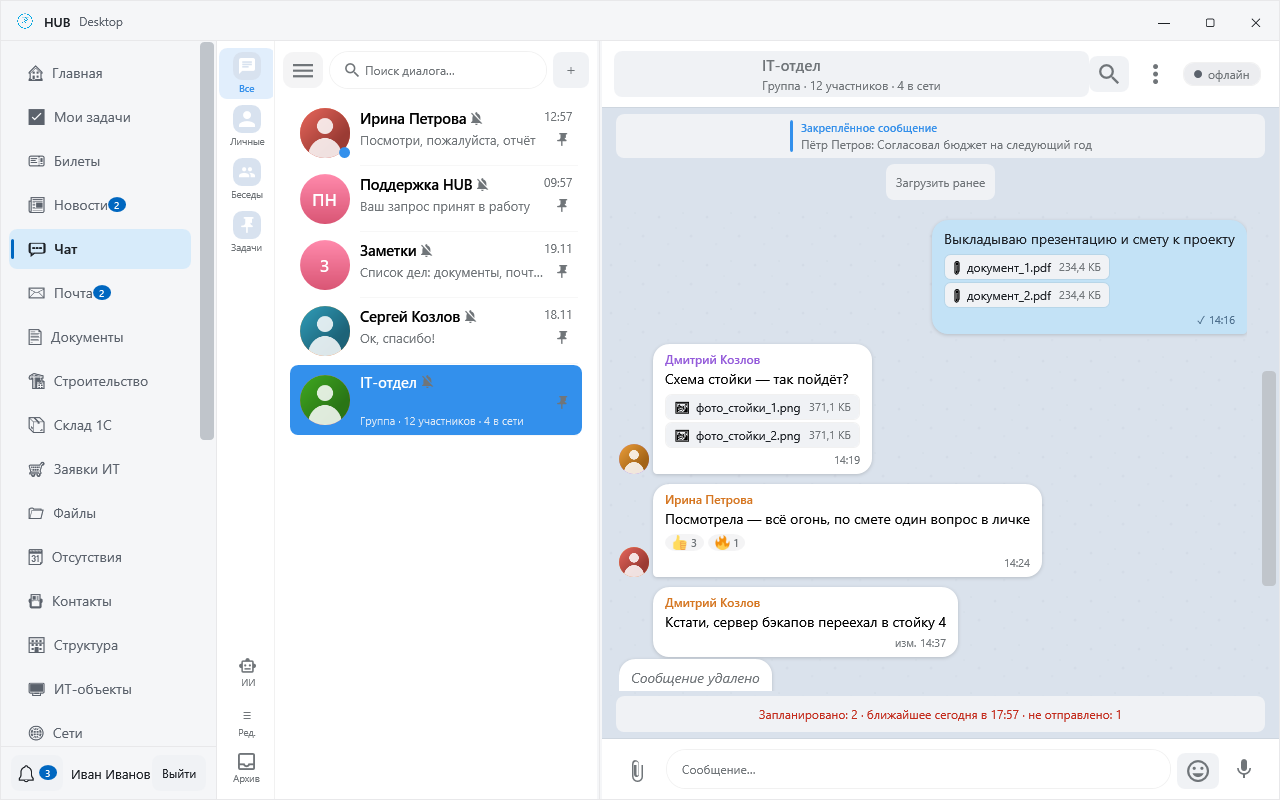 HUB Desktop
Главная
Мои задачи
Билеты
Новости 2
Чат
Почта 2
Документы
Строительство
Склад 1С
Заявки ИТ
Файлы
Отсутствия
Контакты
Структура
ИТ-объекты
Сети
3 Иван Иванов Выйти
Все
Личные
Беседы
Задачи
ИИ
Ред.
Архив
Поиск диалога...
+
Ирина Петрова 12:57
Посмотри, пожалуйста, отчёт
ПН
Поддержка HUB 09:57
Ваш запрос принят в работу
З
Заметки 19.11
Список дел: документы, почт...
Сергей Козлов 18.11
Ок, спасибо!
IT-отдел
Группа · 12 участников · 4 в сети
IT-отдел
Группа · 12 участников · 4 в сети
офлайн
Закреплённое сообщение
Пётр Петров: Согласовал бюджет на следующий год
Загрузить ранее
Выкладываю презентацию и смету к проекту
документ_1.pdf 234,4 КБ
документ_2.pdf 234,4 КБ
✓ 14:16
Дмитрий Козлов
Схема стойки — так пойдёт?
фото_стойки_1.png 371,1 КБ
фото_стойки_2.png 371,1 КБ
14:19
Ирина Петрова
Посмотрела — всё огонь, по смете один вопрос в личке
👍 3 🔥 1
14:24
Дмитрий Козлов
Кстати, сервер бэкапов переехал в стойку 4
изм. 14:37
Сообщение удалено
Запланировано: 2 · ближайшее сегодня в 17:57 · не отправлено: 1
Сообщение...